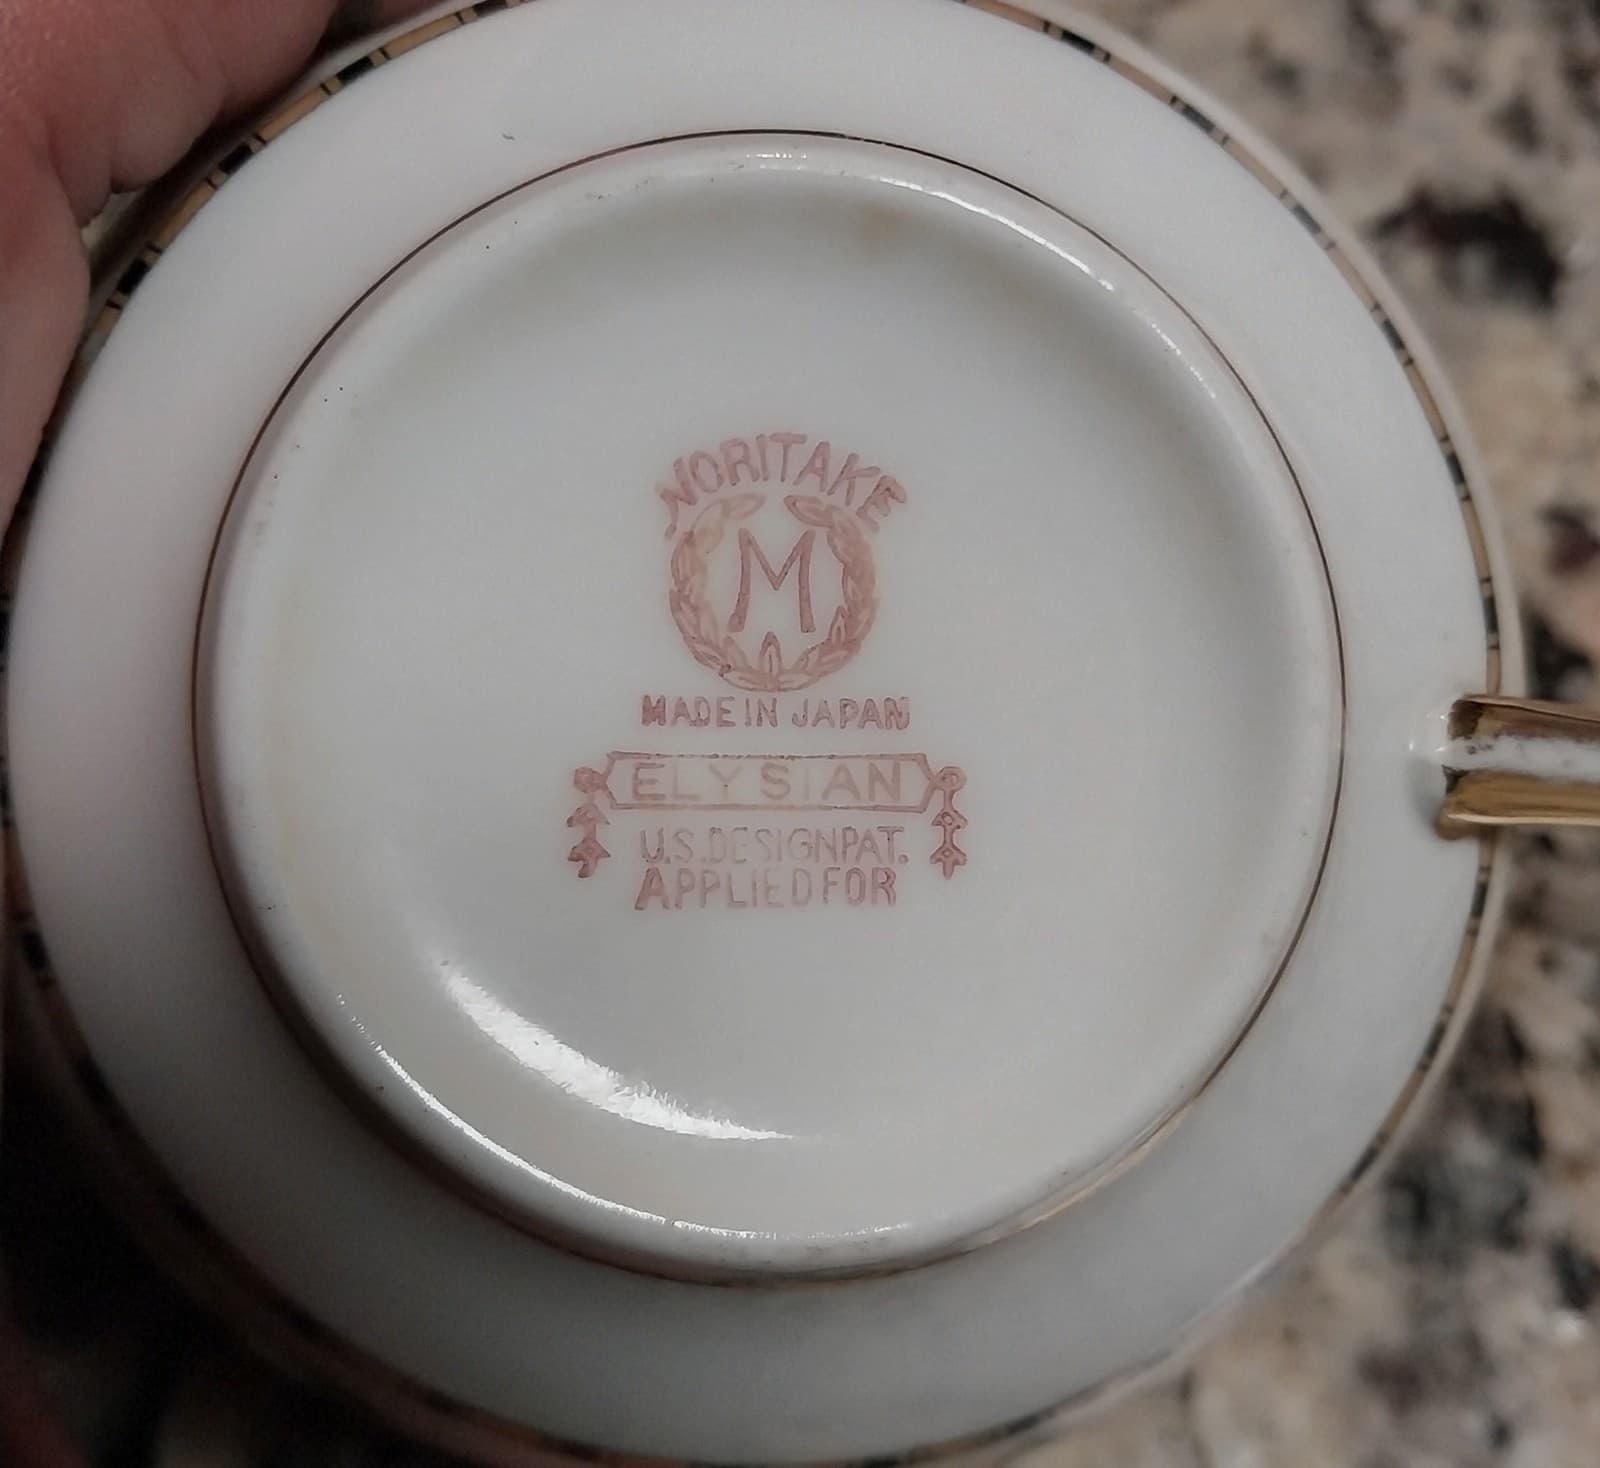 NORITAKE
M
MADE IN JAPAN
ELYSIAN
U.S. DESIGN PAT.
APPLIED FOR